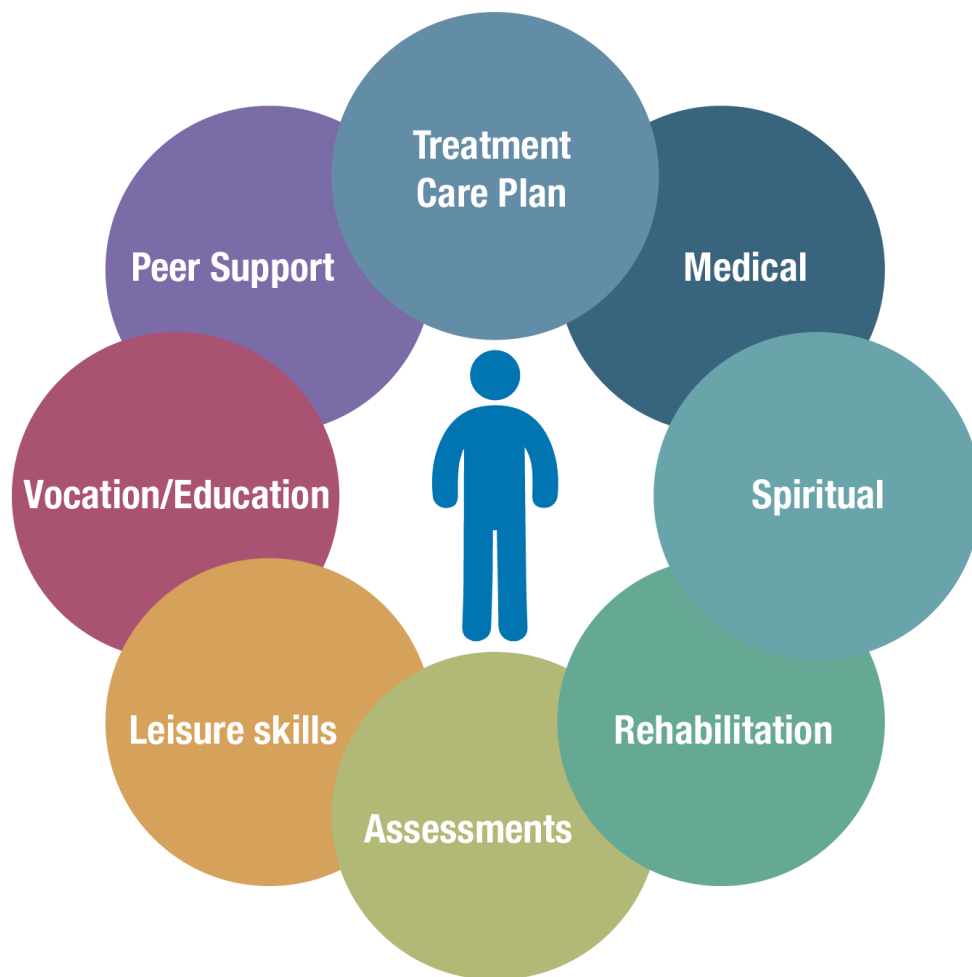 Treatment
Care Plan
Medical
Spiritual
Rehabilitation
Assessments
Leisure skills
Vocation/Education
Peer Support